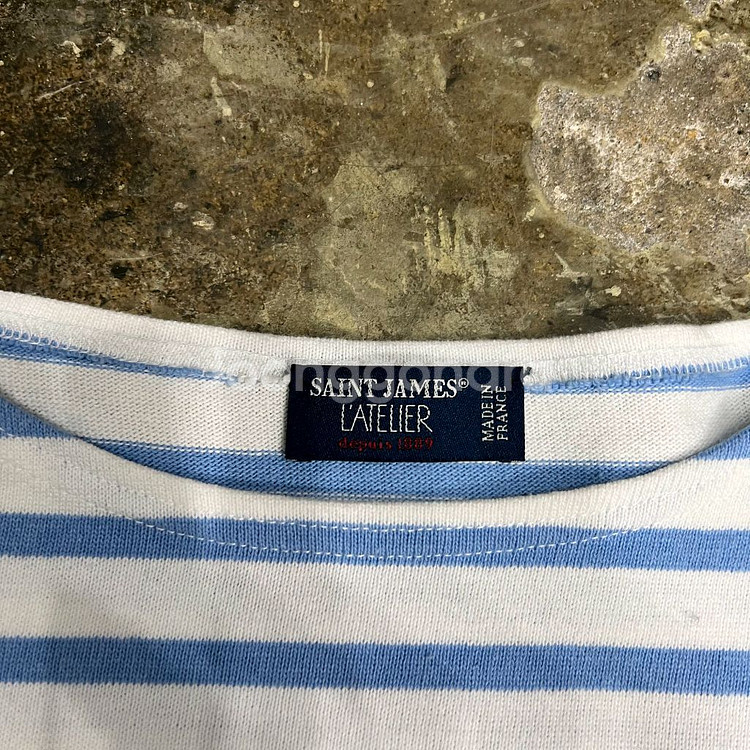 SAINT JAMES®
L'ATELIER
depuis 1889
MADE IN
FRANCE